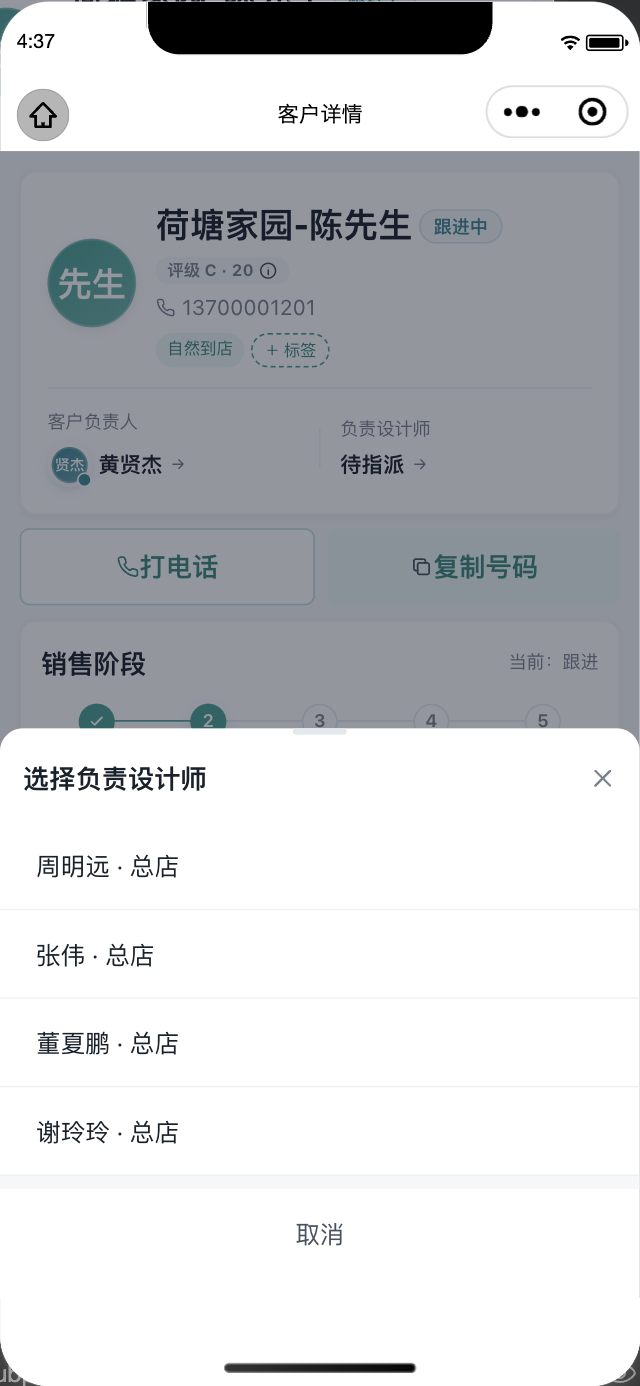 4:37
客户详情
荷塘家园-陈先生 跟进中
先生
评级 C · 20
13700001201
自然到店 + 标签
客户负责人
负责设计师
贤杰 黄贤杰 →
待指派 →
打电话
复制号码
销售阶段
当前：跟进
2 3 4 5
选择负责设计师
周明远 · 总店
张伟 · 总店
董夏鹏 · 总店
谢玲玲 · 总店
取消